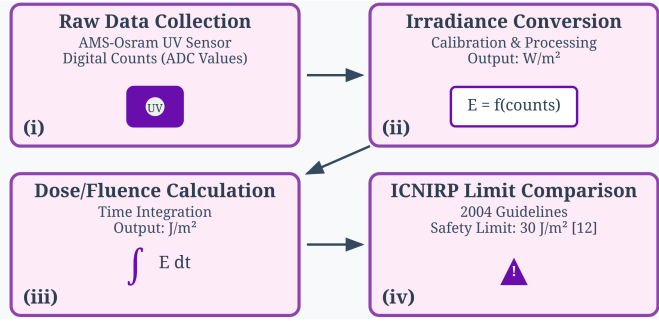 Raw Data Collection
AMS-Osram UV Sensor
Digital Counts (ADC Values)
UV
(i)
Irradiance Conversion
Calibration & Processing
Output: W/m²
E = f(counts)
(ii)
Dose/Fluence Calculation
Time Integration
Output: J/m²
∫ E dt
(iii)
ICNIRP Limit Comparison
2004 Guidelines
Safety Limit: 30 J/m² [12]
!
(iv)